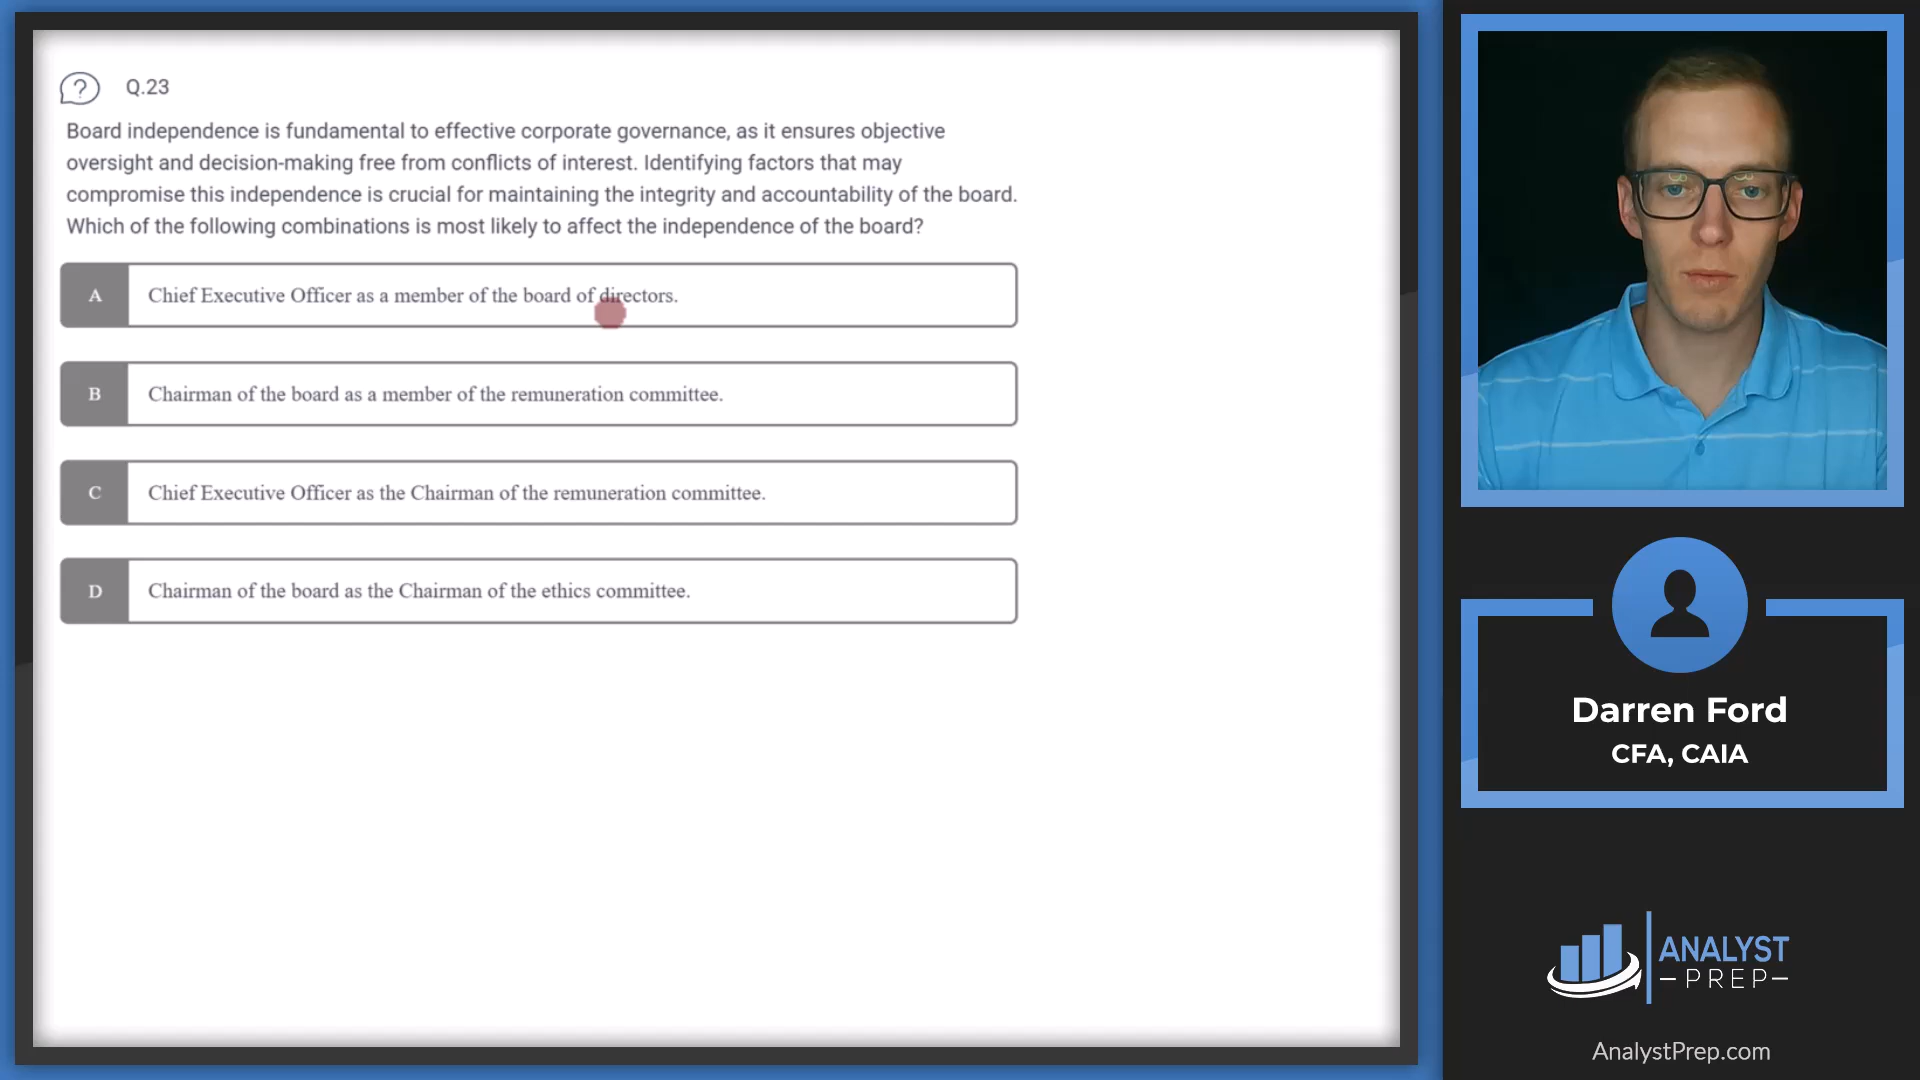 ?
Q.23
Board independence is fundamental to effective corporate governance, as it ensures objective
oversight and decision-making free from conflicts of interest. Identifying factors that may
compromise this independence is crucial for maintaining the integrity and accountability of the board.
Which of the following combinations is most likely to affect the independence of the board?
A Chief Executive Officer as a member of the board of directors.
B Chairman of the board as a member of the remuneration committee.
C Chief Executive Officer as the Chairman of the remuneration committee.
D Chairman of the board as the Chairman of the ethics committee.
Darren Ford
CFA, CAIA
ANALYST
PREP
AnalystPrep.com